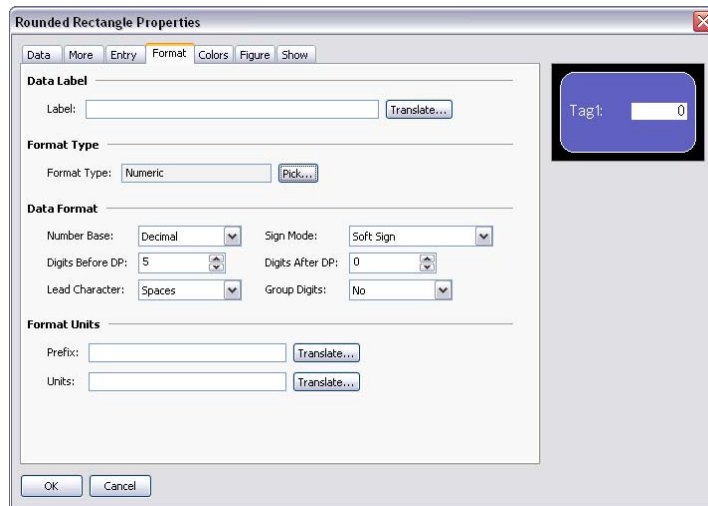 Rounded Rectangle Properties
Data More Entry Format Colors Figure Show
Data Label
Label: Translate...
Format Type
Format Type: Numeric Pick...
Data Format
Number Base: Decimal Sign Mode: Soft Sign
Digits Before DP: 5 Digits After DP: 0
Lead Character: Spaces Group Digits: No
Format Units
Prefix: Translate...
Units: Translate...
OK Cancel
Tag1: 0